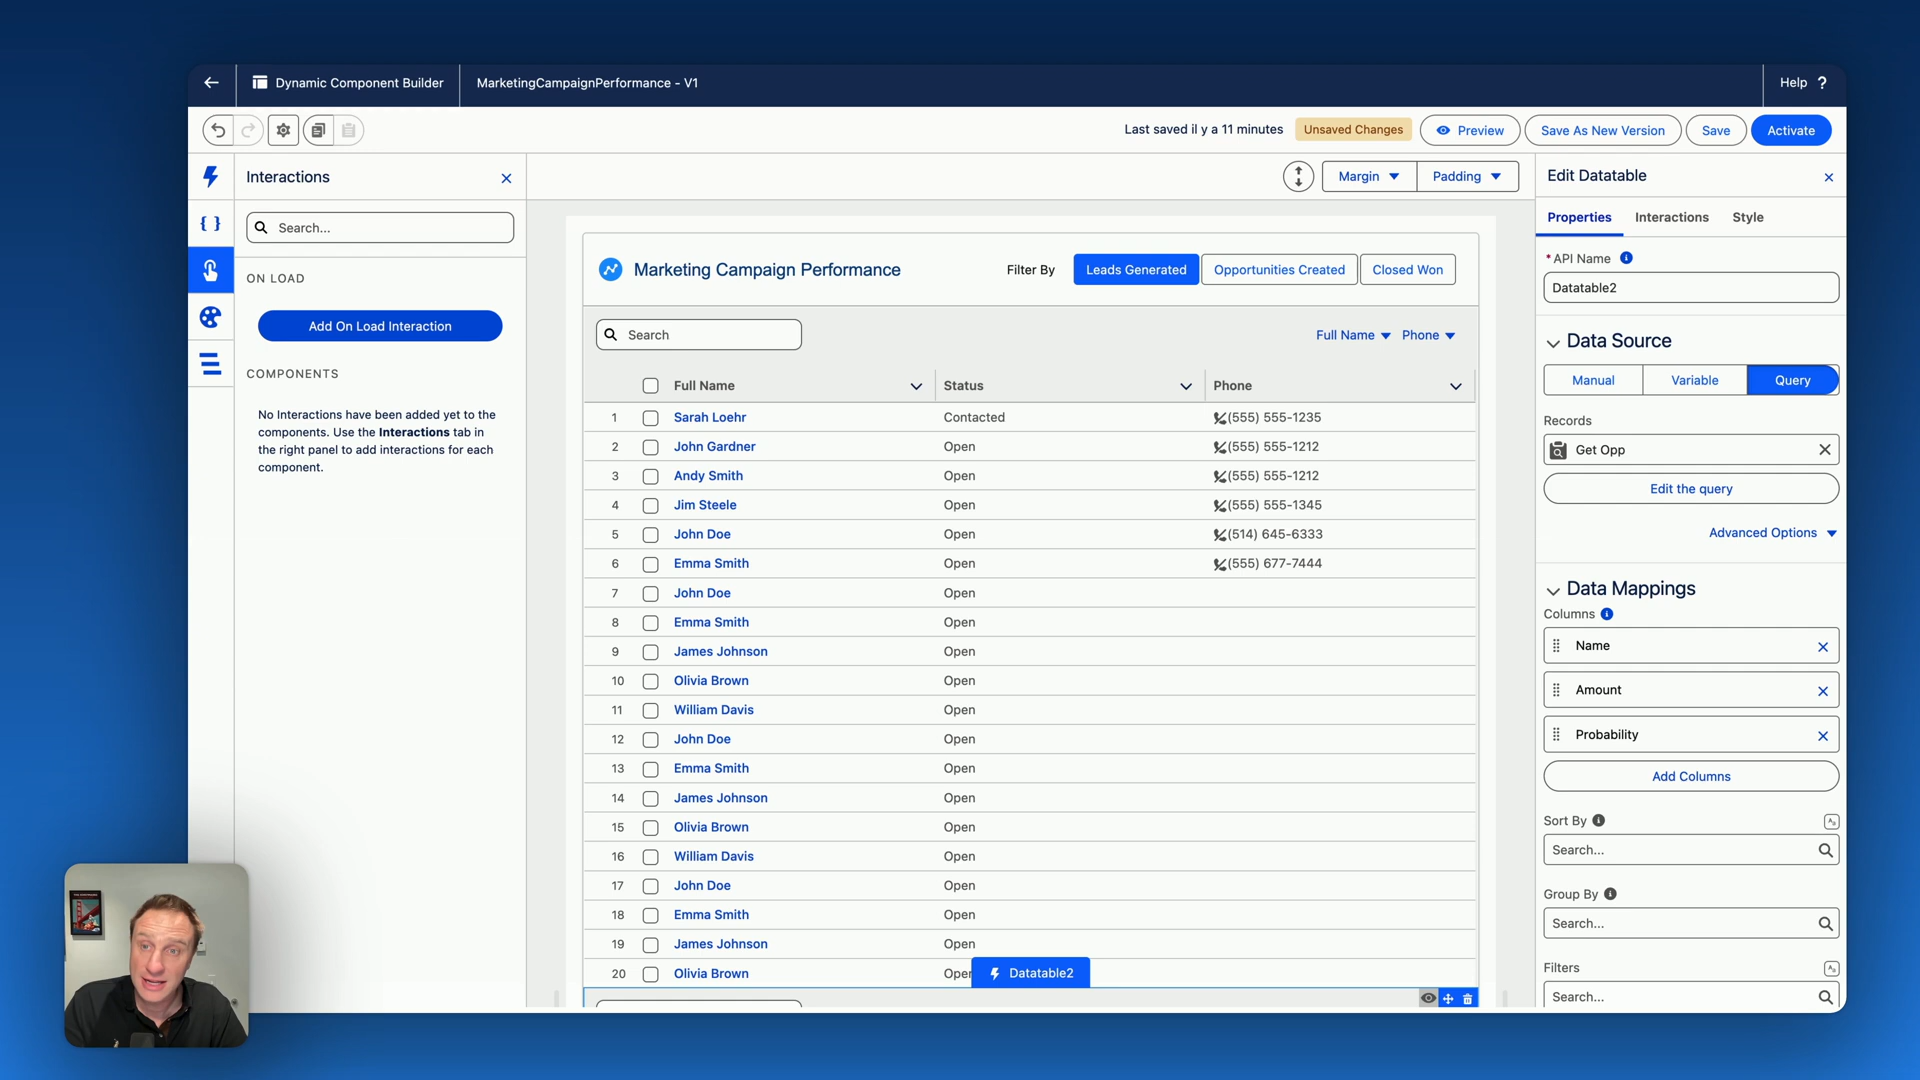 Dynamic Component Builder
MarketingCampaignPerformance - V1
Help ?
Last saved il y a 11 minutes
Unsaved Changes
Preview
Save As New Version
Save
Activate
Interactions
Search...
ON LOAD
Add On Load Interaction
COMPONENTS
No Interactions have been added yet to the
components. Use the Interactions tab in
the right panel to add interactions for each
component.
Margin
Padding
Marketing Campaign Performance
Filter By
Leads Generated
Opportunities Created
Closed Won
Search
Full Name
Phone
Full Name Status Phone
1 Sarah Loehr Contacted (555) 555-1235
2 John Gardner Open (555) 555-1212
3 Andy Smith Open (555) 555-1212
4 Jim Steele Open (555) 555-1345
5 John Doe Open (514) 645-6333
6 Emma Smith Open (555) 677-7444
7 John Doe Open
8 Emma Smith Open
9 James Johnson Open
10 Olivia Brown Open
11 William Davis Open
12 John Doe Open
13 Emma Smith Open
14 James Johnson Open
15 Olivia Brown Open
16 William Davis Open
17 John Doe Open
18 Emma Smith Open
19 James Johnson Open
20 Olivia Brown Open
Datatable2
Edit Datatable
Properties
Interactions
Style
* API Name
Datatable2
Data Source
Manual
Variable
Query
Records
Get Opp
Edit the query
Advanced Options
Data Mappings
Columns
Name
Amount
Probability
Add Columns
Sort By
Search...
Group By
Search...
Filters
Search...